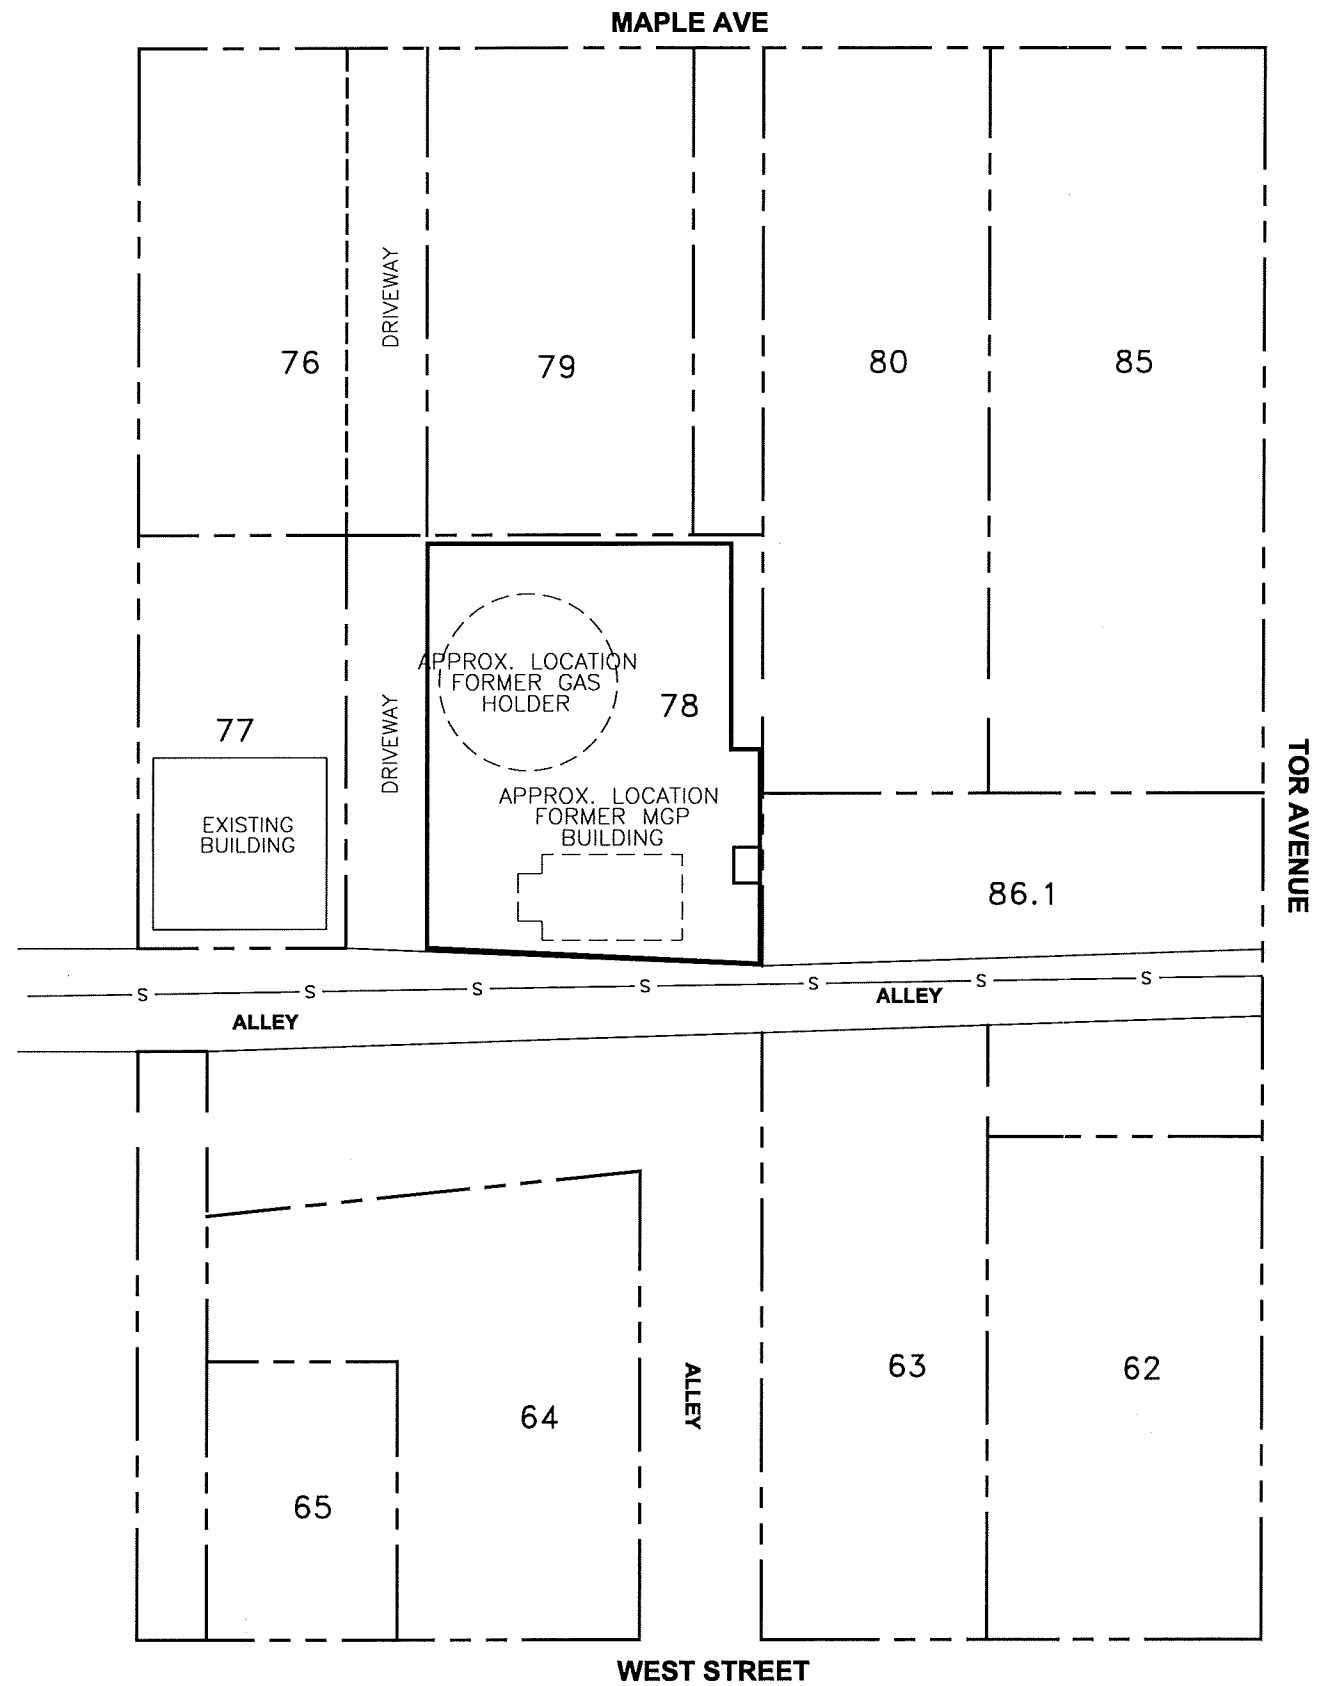 MAPLE AVE
DRIVEWAY
76
79
80
85
APPROX. LOCATION
FORMER GAS
HOLDER
78
77
DRIVEWAY
TOR AVENUE
APPROX. LOCATION
FORMER MGP
BUILDING
EXISTING
BUILDING
86.1
S S S S S S S
ALLEY
ALLEY
63
62
ALLEY
64
65
WEST STREET